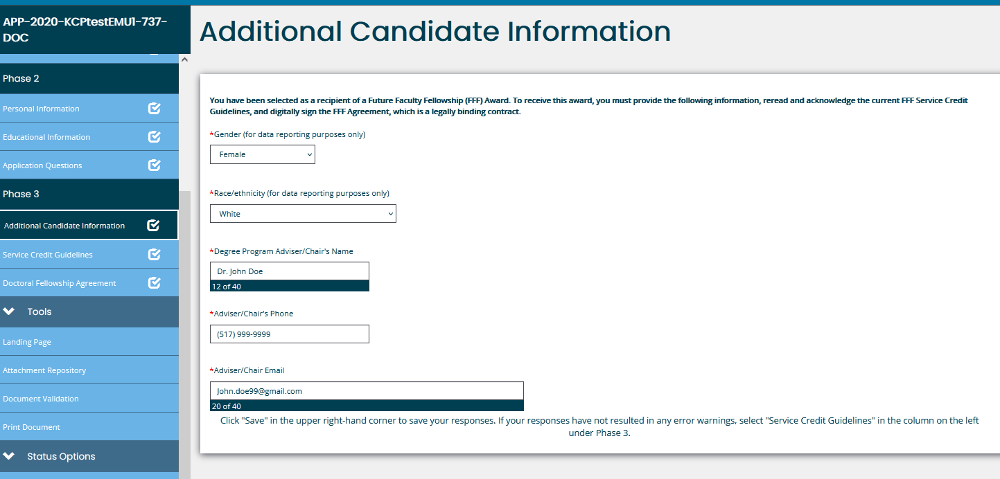 APP-2020-KCPtestEMU1-737-
DOC
Phase 2
Personal Information
Educational Information
Application Questions
Phase 3
Additional Candidate Information
Service Credit Guidelines
Doctoral Fellowship Agreement
Tools
Landing Page
Attachment Repository
Document Validation
Print Document
Status Options
Additional Candidate Information
You have been selected as a recipient of a Future Faculty Fellowship (FFF) Award. To receive this award, you must provide the following information, reread and acknowledge the current FFF Service Credit
Guidelines, and digitally sign the FFF Agreement, which is a legally binding contract.
*Gender (for data reporting purposes only)
Female
*Race/ethnicity (for data reporting purposes only)
White
*Degree Program Adviser/Chair's Name
Dr. John Doe
12 of 40
*Adviser/Chair's Phone
(517) 999-9999
*Adviser/Chair Email
John.doe99@gmail.com
20 of 40
Click "Save" in the upper right-hand corner to save your responses. If your responses have not resulted in any error warnings, select "Service Credit Guidelines" in the column on the left
under Phase 3.